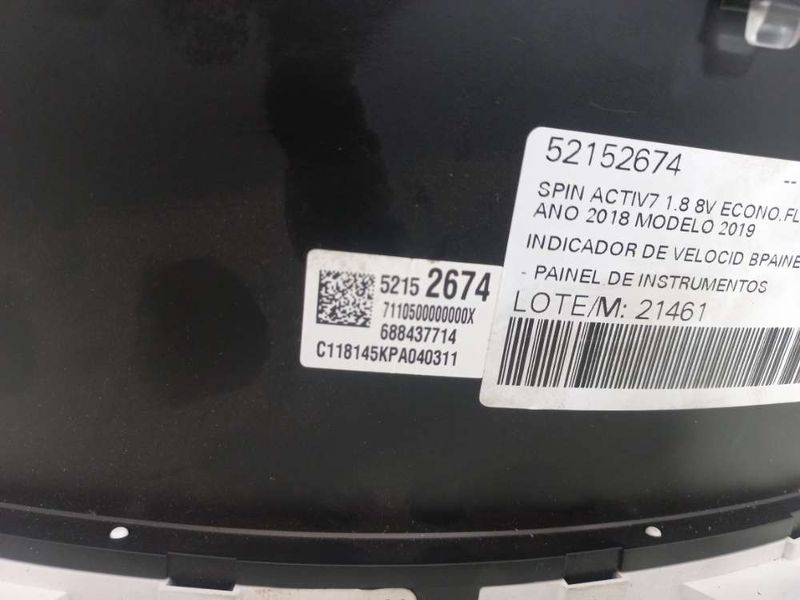 5215 2674
7110500000000X
688437714
C118145KPA040311
52152674
--
SPIN ACTIV7 1.8 8V ECONO.FL
ANO 2018 MODELO 2019
INDICADOR DE VELOCID BPAINE
- PAINEL DE INSTRUMENTOS
LOTE/M: 21461